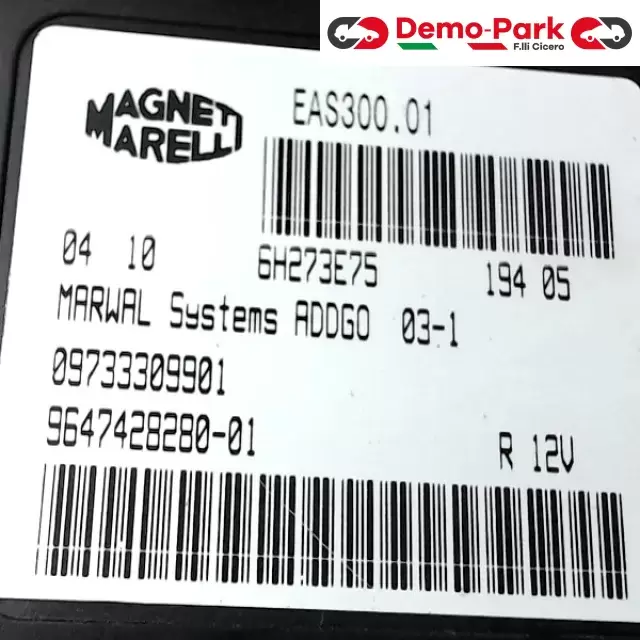 Demo-Park
F.lli Cicero
MAGNETI
MARELLI
EAS300.01
04 10 6H273E75 194 05
MARWAL Systems ADDGO 03-1
09733309901
9647428280-01
R 12V